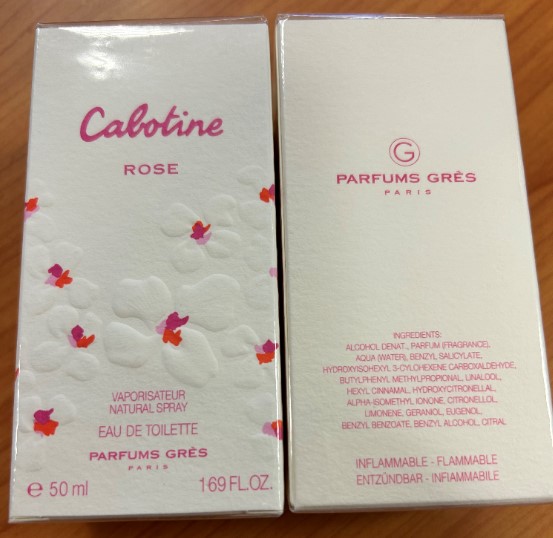 Cabotine
ROSE
VAPORISATEUR
NATURAL SPRAY
EAU DE TOILETTE
PARFUMS GRÈS
PARIS
e 50 ml 1·69 FL.OZ.
G
PARFUMS GRÈS
PARIS
INGREDIENTS:
ALCOHOL DENAT., PARFUM (FRAGRANCE),
AQUA (WATER), BENZYL SALICYLATE,
HYDROXYISOHEXYL 3-CYLOHEXENE CARBOXALDEHYDE,
BUTYLPHENYL METHYLPROPIONAL, LINALOOL,
HEXYL CINNAMAL, HYDROXYCITRONELLAL,
ALPHA-ISOMETHYL IONONE, CITRONELLOL,
LIMONENE, GERANIOL, EUGENOL,
BENZYL BENZOATE, BENZYL ALCOHOL, CITRAL
INFLAMMABLE - FLAMMABLE
ENTZÜNDBAR - INFIAMMABILE